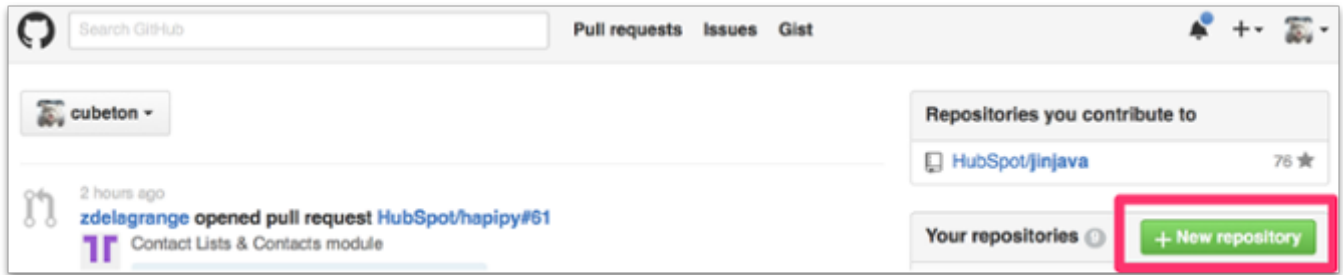 Search GitHub
Pull requests Issues Gist
cubeton
Repositories you contribute to
HubSpot/jinjava 76
2 hours ago
zdelagrange opened pull request HubSpot/hapipy#61
Contact Lists & Contacts module
Your repositories 9
+ New repository